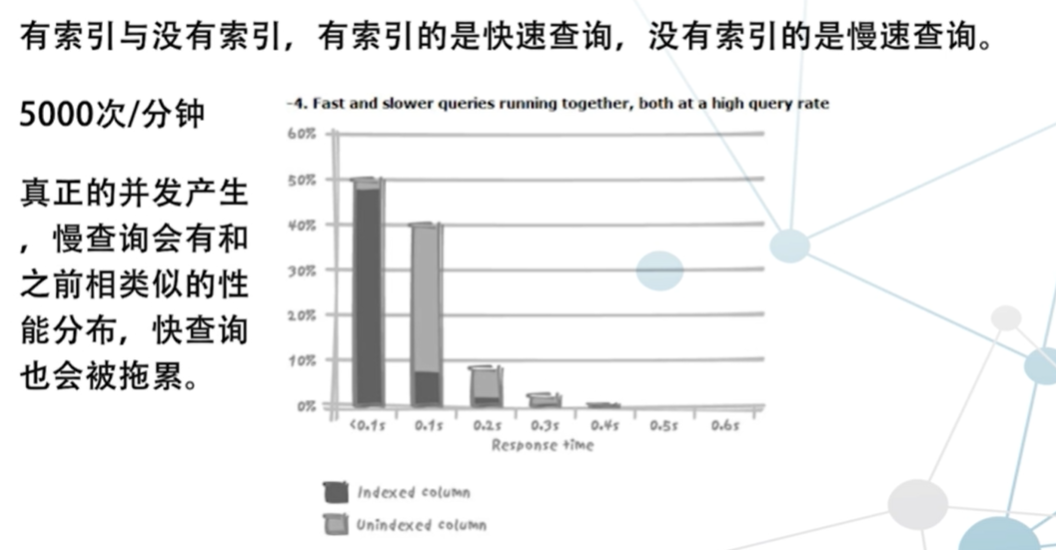 有索引与没有索引，有索引的是快速查询，没有索引的是慢速查询。
5000次/分钟
真正的并发产生
，慢查询会有和
之前相类似的性
能分布，快查询
也会被拖累。
-4. Fast and slower queries running together, both at a high query rate
60%
50%
40%
30%
20%
10%
0%
<0.1s 0.1s 0.2s 0.3s 0.4s 0.5s 0.6s
Response time
Indexed column
Unindexed column